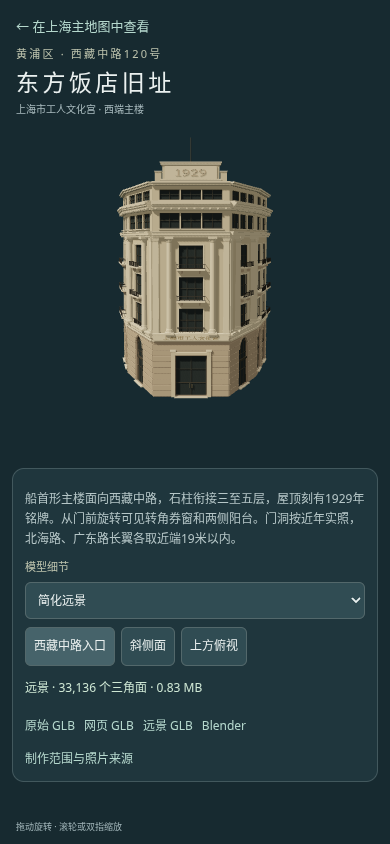 ← 在上海主地图中查看
黄浦区 · 西藏中路120号
东方饭店旧址
上海市工人文化宫 · 西端主楼
1929
船首形主楼面向西藏中路，石柱衔接三至五层，屋顶刻有1929年
铭牌。从门前旋转可见转角券窗和两侧阳台。门洞按近年实照，
北海路、广东路长翼各取近端19米以内。
模型细节
简化远景
西藏中路入口 斜侧面 上方俯视
远景 · 33,136 个三角面 · 0.83 MB
原始 GLB 网页 GLB 远景 GLB Blender
制作范围与照片来源
拖动旋转 · 滚轮或双指缩放